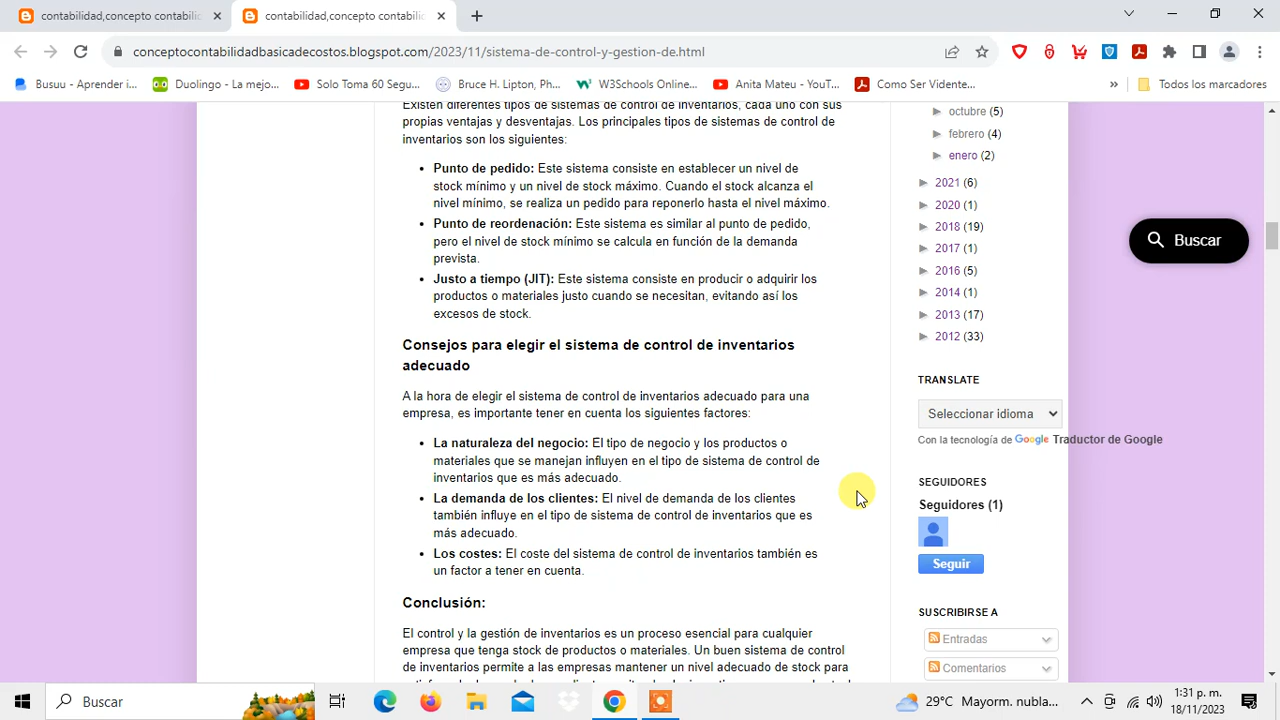 contabilidad,concepto contabilic
contabilidad,concepto contabilic
conceptocontabilidadbasicadecostos.blogspot.com/2023/11/sistema-de-control-y-gestion-de.html
Busuu - Aprender i...
Duolingo - La mejo...
Solo Toma 60 Segu...
Bruce H. Lipton, Ph...
W3Schools Online...
Anita Mateu - YouT...
Como Ser Vidente...
»
Todos los marcadores
Existen diferentes tipos de sistemas de control de inventarios, cada uno con sus
propias ventajas y desventajas. Los principales tipos de sistemas de control de
inventarios son los siguientes:
• Punto de pedido: Este sistema consiste en establecer un nivel de
stock mínimo y un nivel de stock máximo. Cuando el stock alcanza el
nivel mínimo, se realiza un pedido para reponerlo hasta el nivel máximo.
• Punto de reordenación: Este sistema es similar al punto de pedido,
pero el nivel de stock mínimo se calcula en función de la demanda
prevista.
• Justo a tiempo (JIT): Este sistema consiste en producir o adquirir los
productos o materiales justo cuando se necesitan, evitando así los
excesos de stock.
Consejos para elegir el sistema de control de inventarios
adecuado
A la hora de elegir el sistema de control de inventarios adecuado para una
empresa, es importante tener en cuenta los siguientes factores:
• La naturaleza del negocio: El tipo de negocio y los productos o
materiales que se manejan influyen en el tipo de sistema de control de
inventarios que es más adecuado.
• La demanda de los clientes: El nivel de demanda de los clientes
también influye en el tipo de sistema de control de inventarios que es
más adecuado.
• Los costes: El coste del sistema de control de inventarios también es
un factor a tener en cuenta.
Conclusión:
El control y la gestión de inventarios es un proceso esencial para cualquier
empresa que tenga stock de productos o materiales. Un buen sistema de control
de inventarios permite a las empresas mantener un nivel adecuado de stock para
octubre (5)
febrero (4)
enero (2)
2021 (6)
2020 (1)
2018 (19)
2017 (1)
2016 (5)
2014 (1)
2013 (17)
2012 (33)
TRANSLATE
Seleccionar idioma
Con la tecnología de Google Traductor de Google
SEGUIDORES
Seguidores (1)
Seguir
SUSCRIBIRSE A
Entradas
Comentarios
Buscar
Buscar
29°C Mayorm. nubla...
1:31 p. m.
18/11/2023